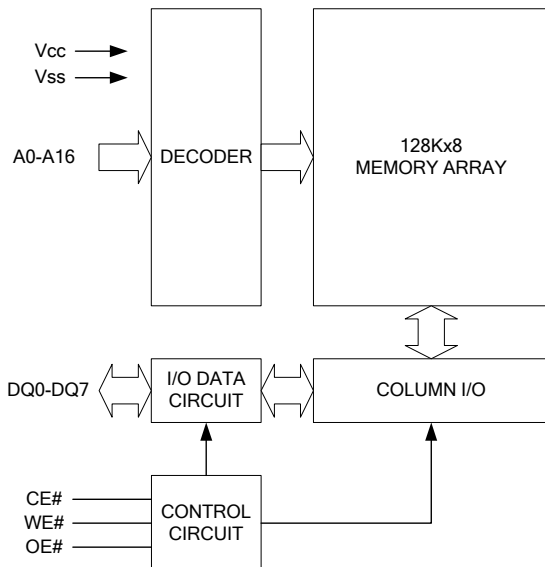 Vcc
Vss
A0-A16
DECODER
128Kx8
MEMORY ARRAY
DQ0-DQ7
I/O DATA
CIRCUIT
COLUMN I/O
CE#
WE#
OE#
CONTROL
CIRCUIT